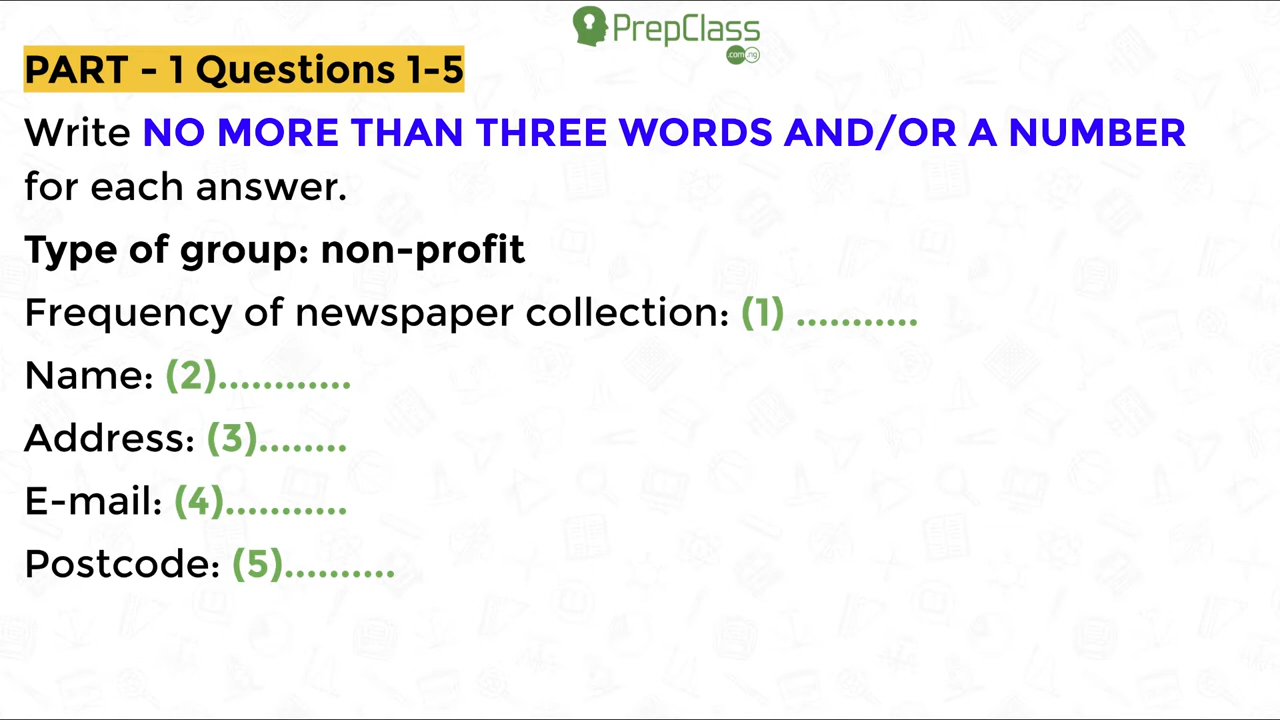 PrepClass
.com.ng
PART - 1 Questions 1-5
Write NO MORE THAN THREE WORDS AND/OR A NUMBER
for each answer.
Type of group: non-profit
Frequency of newspaper collection: (1) ...........
Name: (2)............
Address: (3)........
E-mail: (4)...........
Postcode: (5)..........